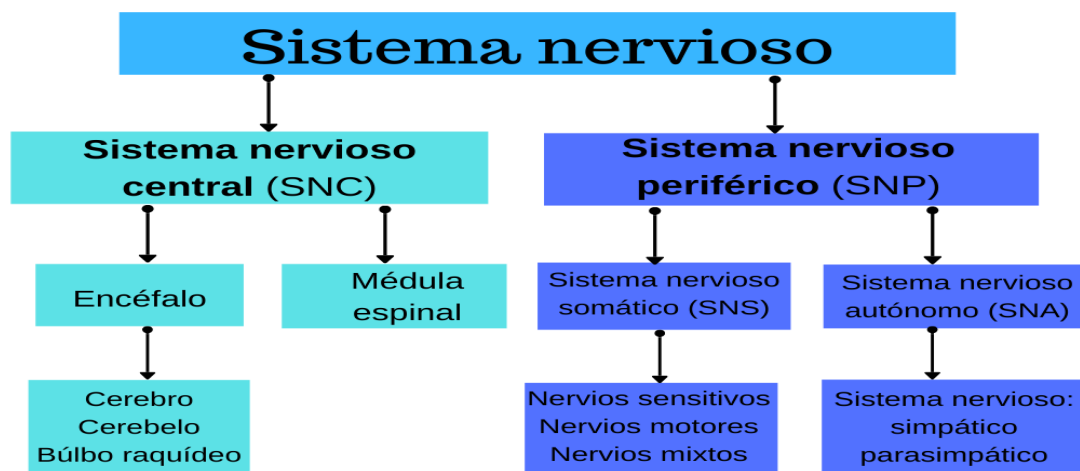 Sistema nervioso
Sistema nervioso
central (SNC)
Sistema nervioso
periférico (SNP)
Encéfalo
Médula
espinal
Sistema nervioso
somático (SNS)
Sistema nervioso
autónomo (SNA)
Cerebro
Cerebelo
Búlbo raquídeo
Nervios sensitivos
Nervios motores
Nervios mixtos
Sistema nervioso:
simpático
parasimpático